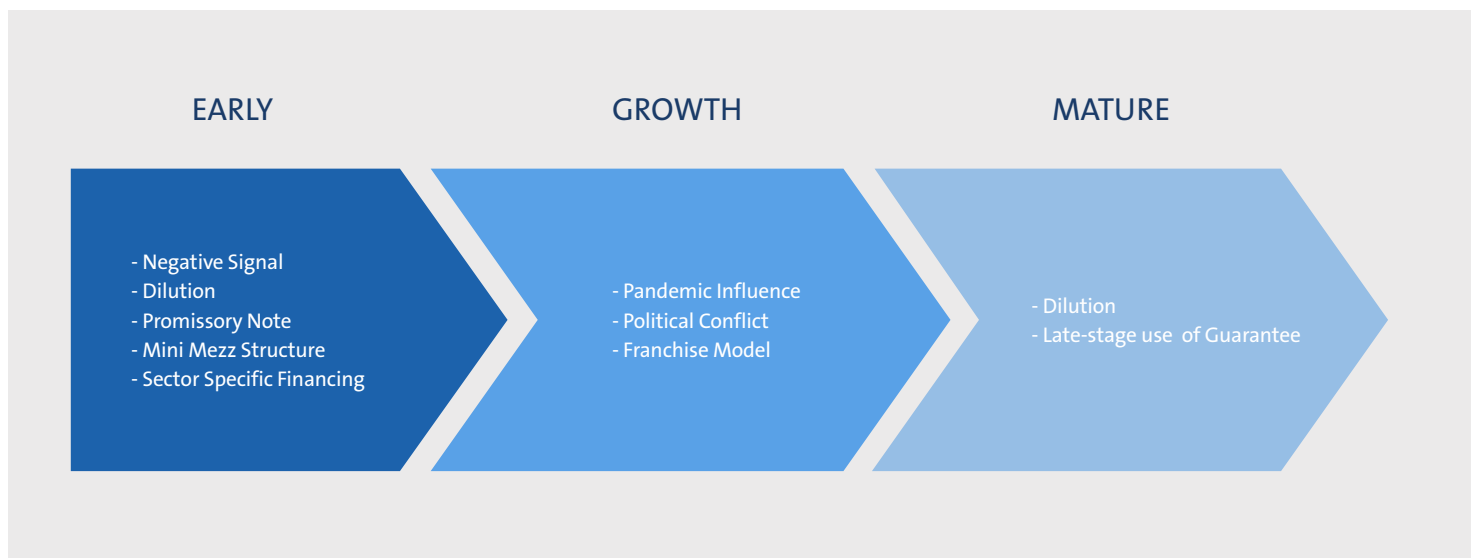 EARLY
GROWTH
MATURE
- Negative Signal
- Dilution
- Promissory Note
- Mini Mezz Structure
- Sector Specific Financing
- Pandemic Influence
- Political Conflict
- Franchise Model
- Dilution
- Late-stage use of Guarantee